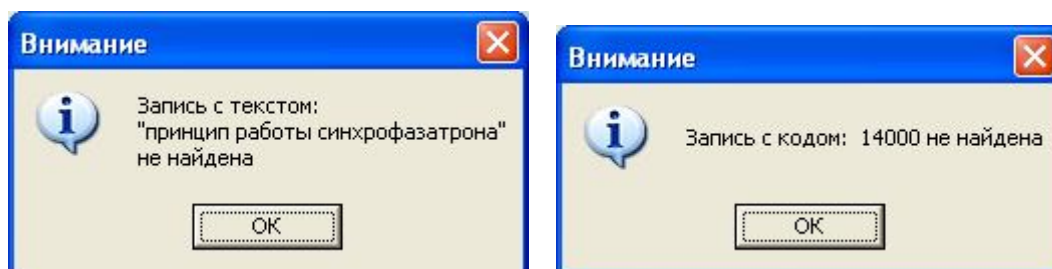 Внимание
Запись с текстом:
"принцип работы синхрофазатрона"
не найдена
OK
Внимание
Запись с кодом: 14000 не найдена
OK